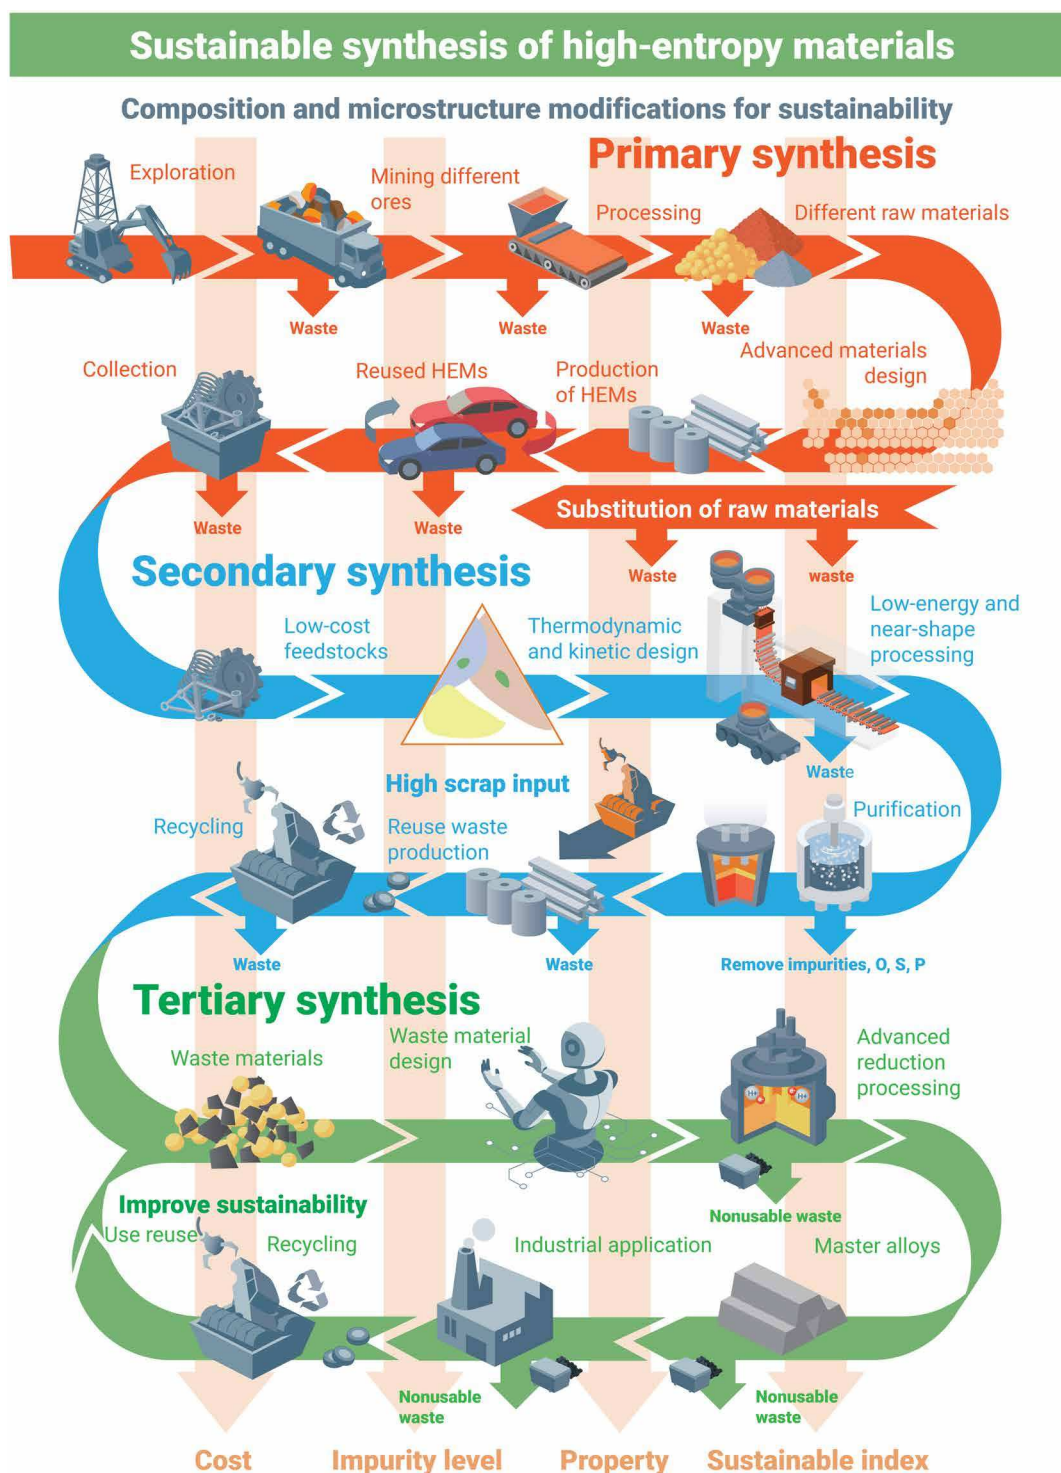 Sustainable synthesis of high-entropy materials
Composition and microstructure modifications for sustainability
Primary synthesis
Exploration
Mining different
ores
Processing
Different raw materials
Waste
Waste
Waste
Collection
Reused HEMs
Production
of HEMs
Advanced materials
design
Waste
Waste
Substitution of raw materials
Waste
waste
Secondary synthesis
Low-cost
feedstocks
Thermodynamic
and kinetic design
Low-energy and
near-shape
processing
Waste
High scrap input
Recycling
Reuse waste
production
Purification
Waste
Waste
Remove impurities, O, S, P
Tertiary synthesis
Waste materials
Waste material
design
Advanced
reduction
processing
Nonusable waste
Improve sustainability
Use reuse
Recycling
Industrial application
Master alloys
Nonusable
waste
Nonusable
waste
Cost
Impurity level
Property
Sustainable index